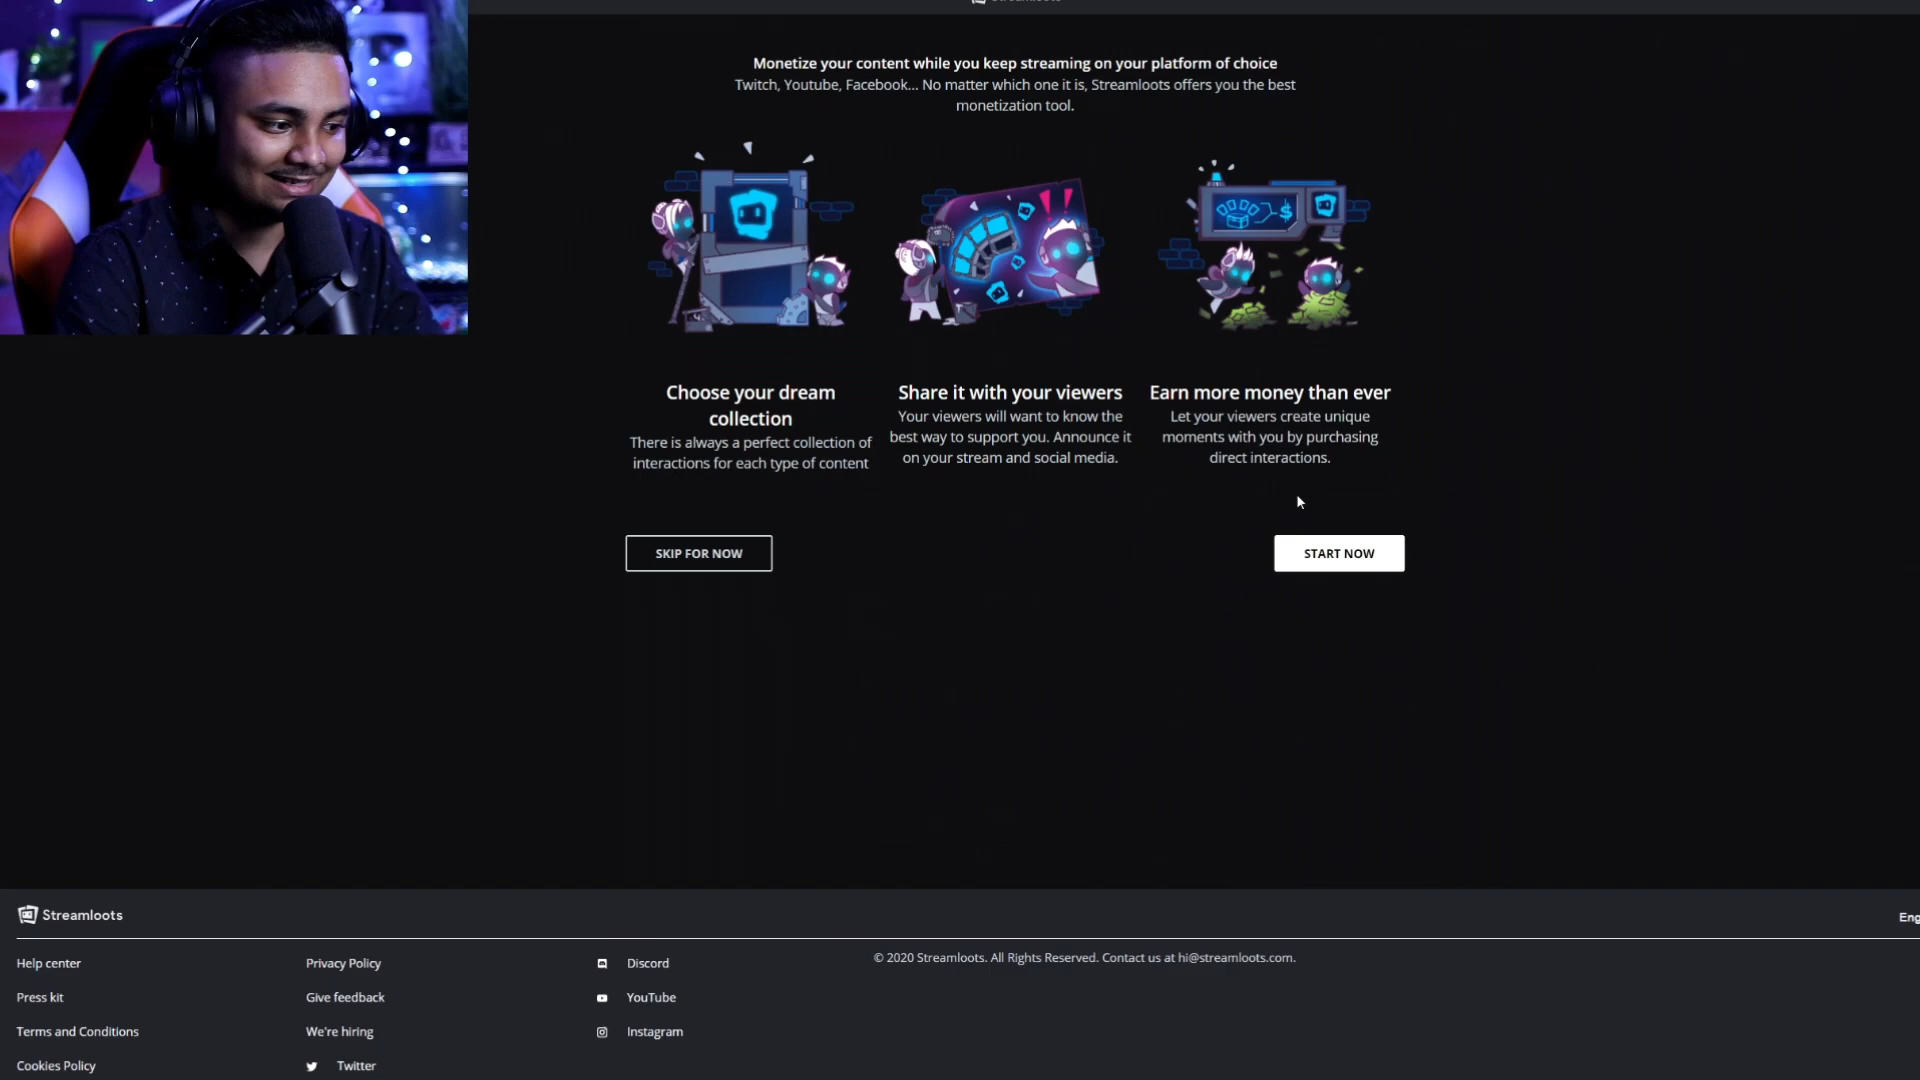 Monetize your content while you keep streaming on your platform of choice
Twitch, Youtube, Facebook... No matter which one it is, Streamloots offers you the best
monetization tool.
Choose your dream
collection
There is always a perfect collection of
interactions for each type of content
Share it with your viewers
Your viewers will want to know the
best way to support you. Announce it
on your stream and social media.
Earn more money than ever
Let your viewers create unique
moments with you by purchasing
direct interactions.
SKIP FOR NOW
START NOW
Streamloots
Eng
Help center
Press kit
Terms and Conditions
Cookies Policy
Privacy Policy
Give feedback
We're hiring
Twitter
Discord
YouTube
Instagram
© 2020 Streamloots. All Rights Reserved. Contact us at hi@streamloots.com.